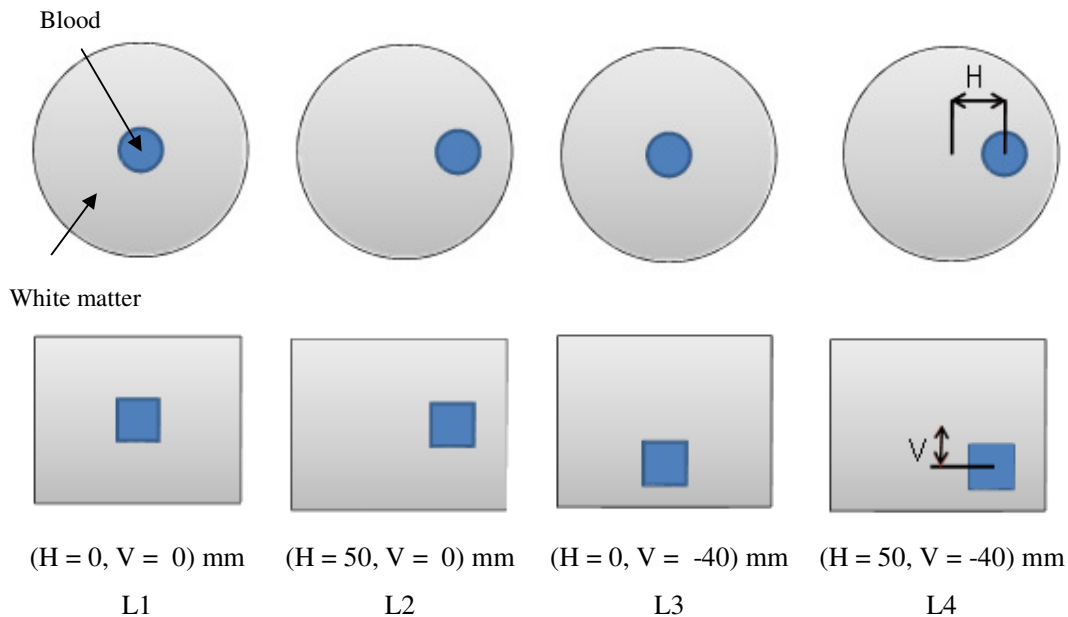 Blood
H
White matter
V
(H = 0, V = 0) mm
(H = 50, V = 0) mm
(H = 0, V = -40) mm
(H = 50, V = -40) mm
L1
L2
L3
L4